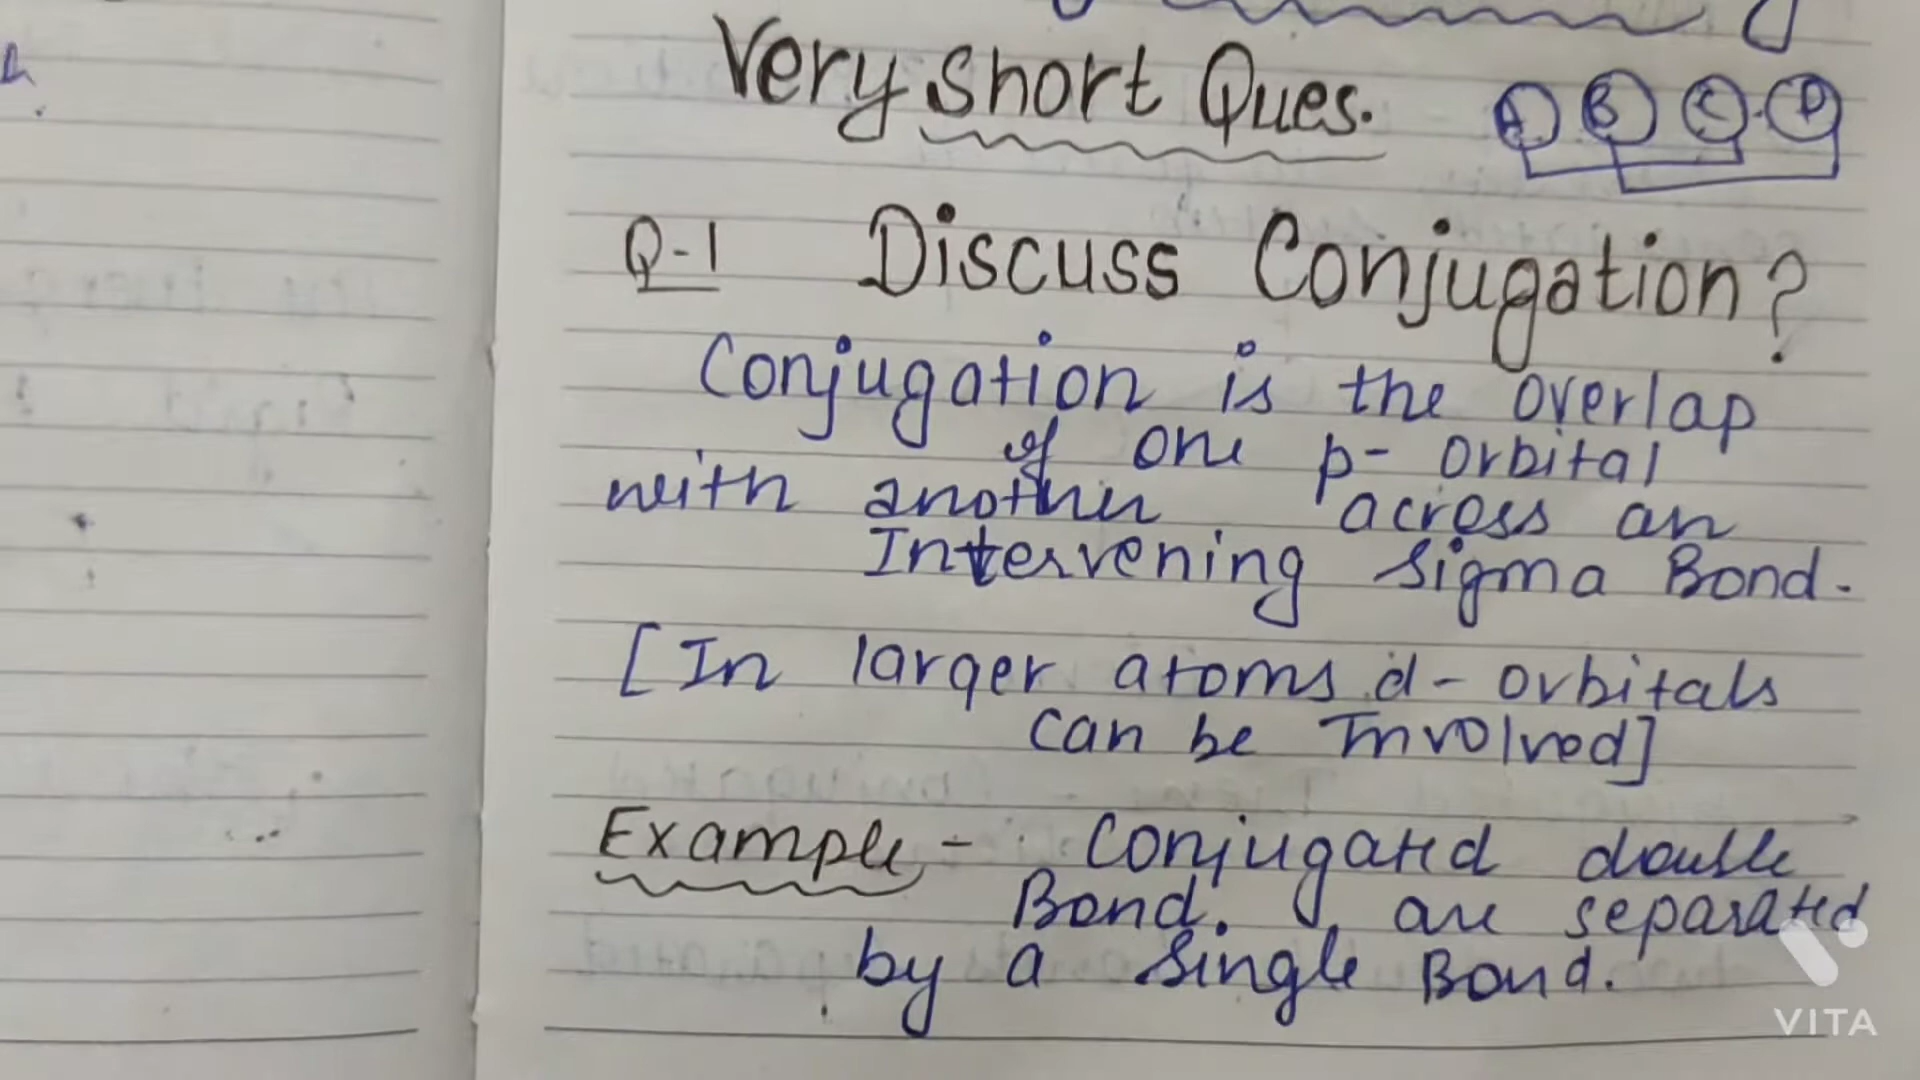 Very short Ques.
A B C D
Q-1 Discuss Conjugation?
Conjugation is the overlap
of one p- orbital
with another across an
Intervening Sigma Bond.
[In larger atoms d- orbitals
can be Involved]
Example - Conjugated double
Bond. are separated
by a Single Bond.
VITA